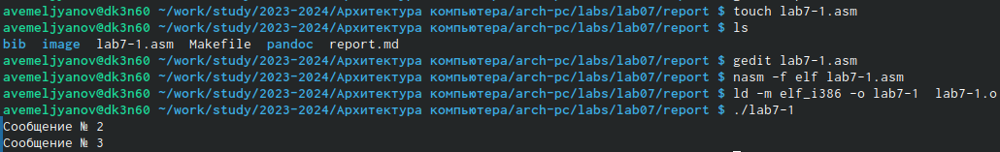 avemeljyanov@dk3n60 ~/work/study/2023-2024/Архитектура компьютера/arch-pc/labs/lab07/report $ touch lab7-1.asm
avemeljyanov@dk3n60 ~/work/study/2023-2024/Архитектура компьютера/arch-pc/labs/lab07/report $ ls
bib  image  lab7-1.asm  Makefile  pandoc  report.md
avemeljyanov@dk3n60 ~/work/study/2023-2024/Архитектура компьютера/arch-pc/labs/lab07/report $ gedit lab7-1.asm
avemeljyanov@dk3n60 ~/work/study/2023-2024/Архитектура компьютера/arch-pc/labs/lab07/report $ nasm -f elf lab7-1.asm
avemeljyanov@dk3n60 ~/work/study/2023-2024/Архитектура компьютера/arch-pc/labs/lab07/report $ ld -m elf_i386 -o lab7-1  lab7-1.o
avemeljyanov@dk3n60 ~/work/study/2023-2024/Архитектура компьютера/arch-pc/labs/lab07/report $ ./lab7-1
Сообщение № 2
Сообщение № 3